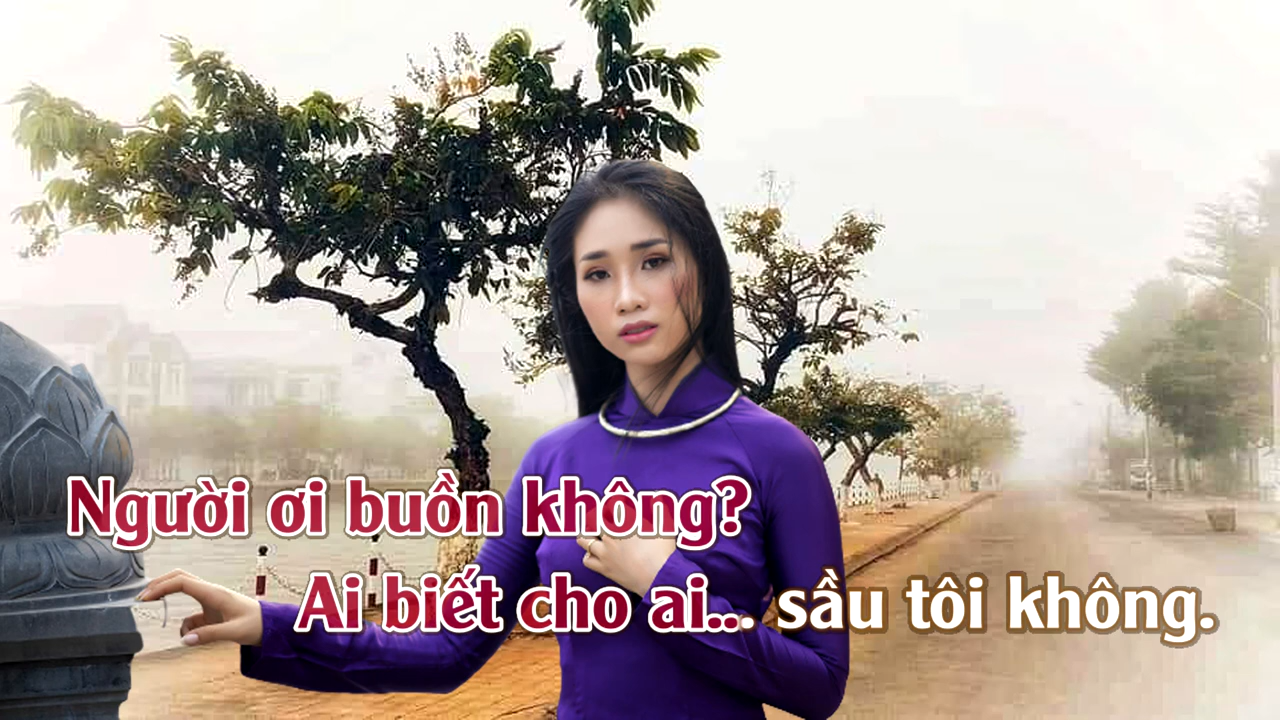 Người ơi buồn không?
Ai biết cho ai... sầu tôi không.